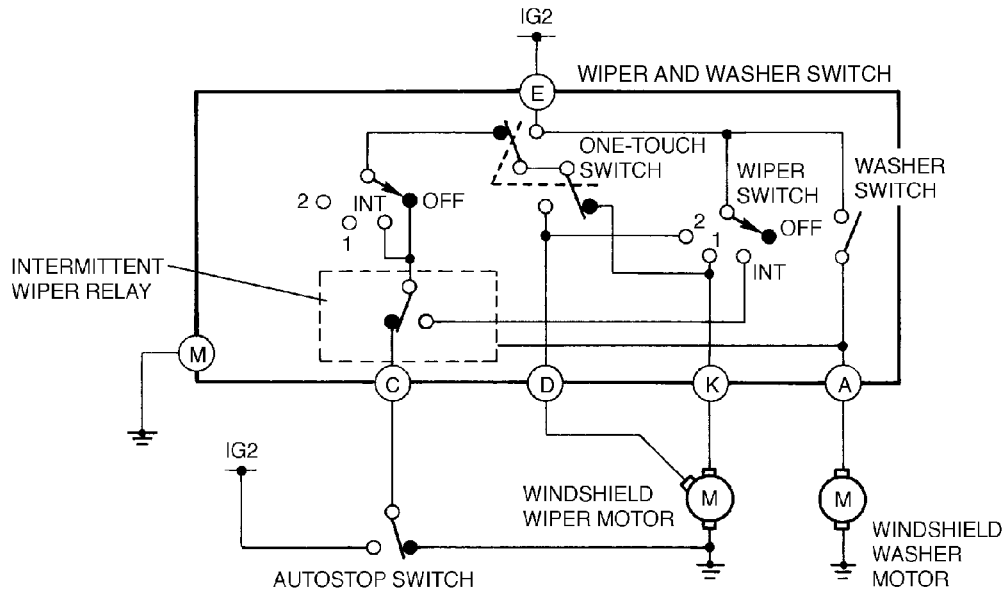 IG2
WIPER AND WASHER SWITCH
E
ONE-TOUCH
SWITCH
WIPER
SWITCH
WASHER
SWITCH
2
INT
OFF
1
2
1
OFF
INT
INTERMITTENT
WIPER RELAY
M
C
D
K
A
IG2
WINDSHIELD
WIPER MOTOR
M
M
WINDSHIELD
WASHER
MOTOR
AUTOSTOP SWITCH